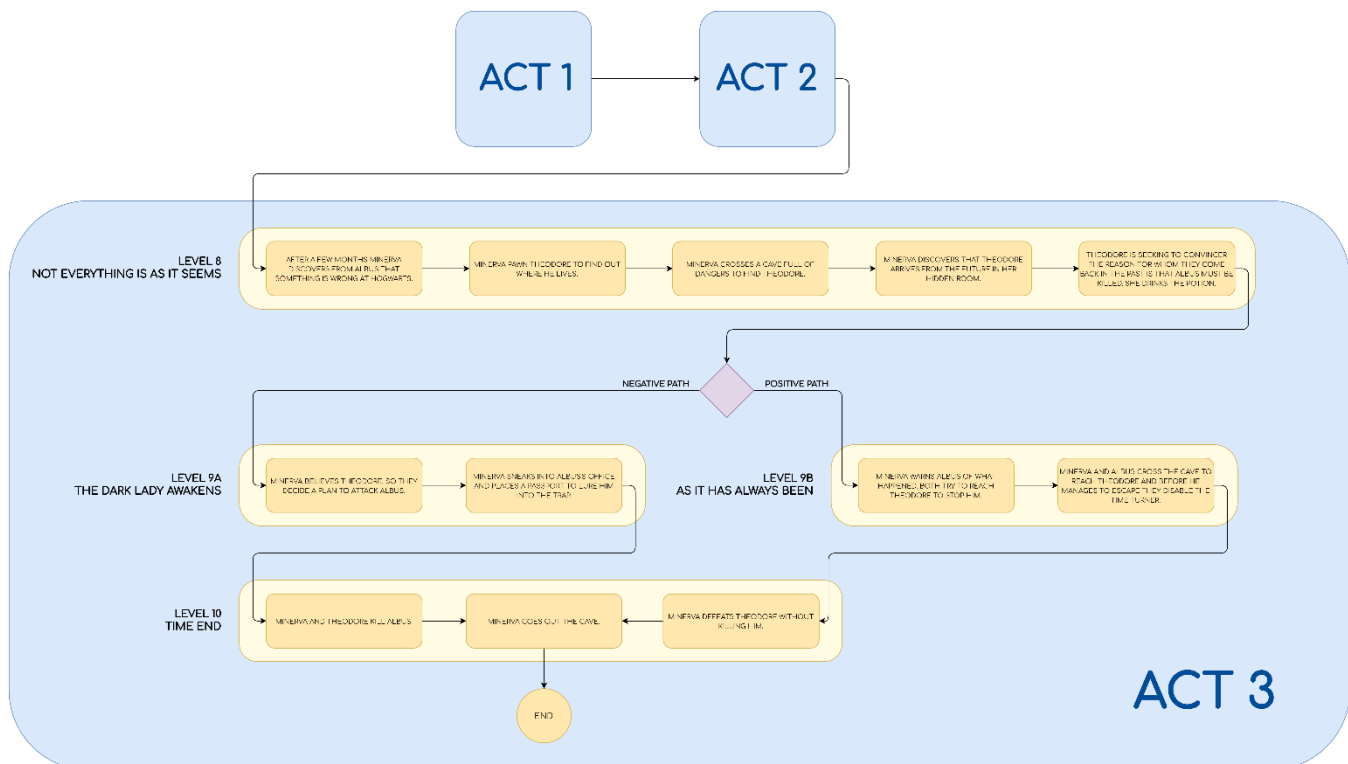 ACT 1
ACT 2
LEVEL 8
NOT EVERYTHING IS AS IT SEEMS
AFTER A FEW MONTHS MINERVA
DISCOVERS FROM ALBUS THAT
SOMETHING IS WRONG AT HOGWARTS.
MINERVA PAWN THEODORE TO FIND OUT
WHERE HE LIVES.
MINERVA CROSSES A CAVE FULL OF
DANGERS TO FIND THEODORE.
MINERVA DISCOVERS THAT THEODORE
ARRIVES FROM THE FUTURE IN HER
HIDDEN ROOM.
THEODORE IS SEEKING TO CONVINCER
THE REASON FOR WHOM THEY COME
BACK IN THE PAST IS THAT ALBUS MUST BE
KILLED. SHE DRINKS THE POTION.
NEGATIVE PATH
POSITIVE PATH
LEVEL 9A
THE DARK LADY AWAKENS
MINERVA BELIEVES THEODORE, SO THEY
DECIDE A PLAN TO ATTACK ALBUS.
MINERVA SNEAKS INTO ALBUS'S OFFICE
AND PLACES A PASSPORT TO LURE HIM
INTO THE TRAP.
LEVEL 9B
AS IT HAS ALWAYS BEEN
MINERVA WARNS ALBUS OF WHA
HAPPENED. BOTH TRY TO REACH
THEODORE TO STOP HIM.
MINERVA AND ALBUS CROSS THE CAVE TO
REACH THEODORE AND BEFORE HE
MANAGES TO ESCAPE THEY DISABLE THE
TIME TURNER.
LEVEL 10
TIME END
MINERVA AND THEODORE KILL ALBUS.
MINERVA GOES OUT THE CAVE.
MINERVA DEFEATS THEODORE WITHOUT
KILLING HIM.
END
ACT 3